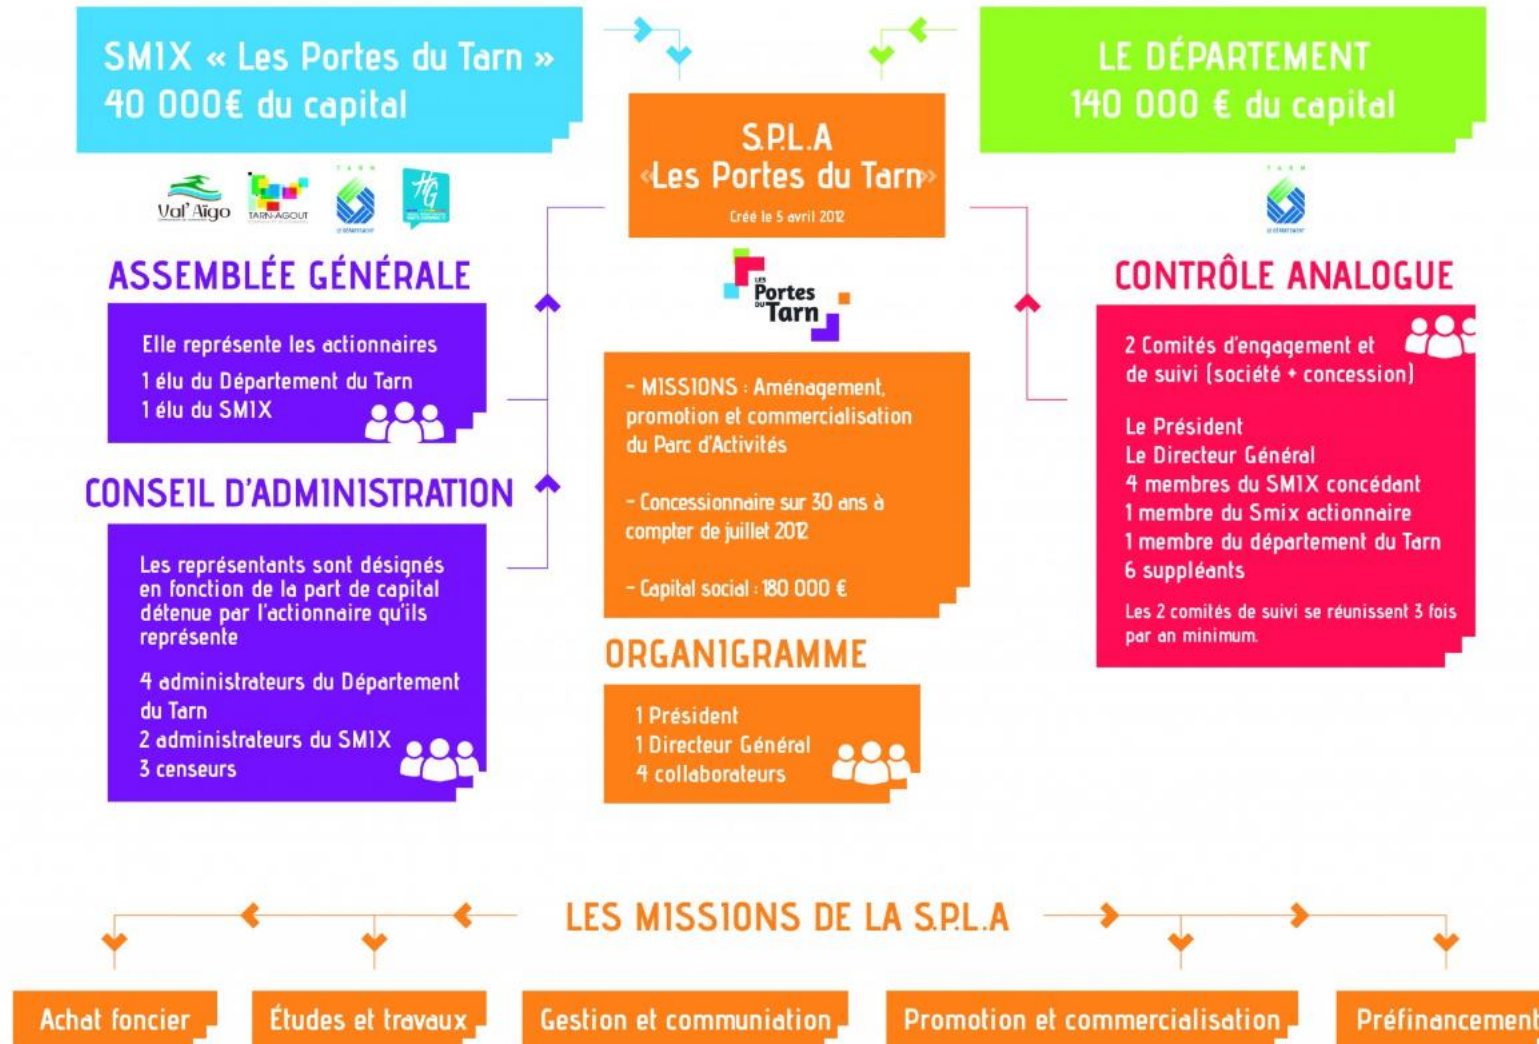 SMIX « Les Portes du Tarn »
40 000€ du capital
LE DÉPARTEMENT
140 000 € du capital
S.P.L.A
«Les Portes du Tarn»
Créé le 5 avril 2012
Val' Aïgo
TARN-AGOUT
TARN
LE DÉPARTEMENT
HG
TARN
LE DÉPARTEMENT
ASSEMBLÉE GÉNÉRALE
Elle représente les actionnaires
1 élu du Département du Tarn
1 élu du SMIX
CONSEIL D'ADMINISTRATION
Les représentants sont désignés
en fonction de la part de capital
détenue par l'actionnaire qu'ils
représente
4 administrateurs du Département
du Tarn
2 administrateurs du SMIX
3 censeurs
LES
Portes
DU Tarn
- MISSIONS : Aménagement,
promotion et commercialisation
du Parc d'Activités
- Concessionnaire sur 30 ans à
compter de juillet 2012
- Capital social : 180 000 €
ORGANIGRAMME
1 Président
1 Directeur Général
4 collaborateurs
CONTRÔLE ANALOGUE
2 Comités d'engagement et
de suivi (société + concession)
Le Président
Le Directeur Général
4 membres du SMIX concédant
1 membre du Smix actionnaire
1 membre du département du Tarn
6 suppléants
Les 2 comités de suivi se réunissent 3 fois
par an minimum.
LES MISSIONS DE LA S.P.L.A
Achat foncier
Études et travaux
Gestion et communiation
Promotion et commercialisation
Préfinancement